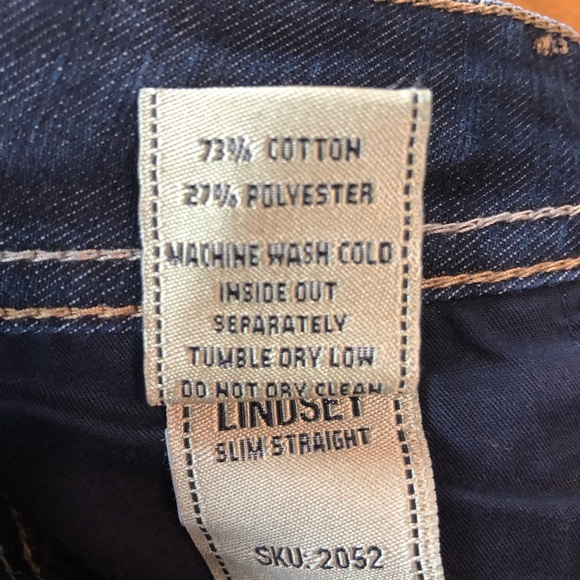 73% COTTON
27% POLYESTER
MACHINE WASH COLD
INSIDE OUT
SEPARATELY
TUMBLE DRY LOW
DO NOT DRY CLEAN
LINDSEY
SLIM STRAIGHT
SKU: 2052